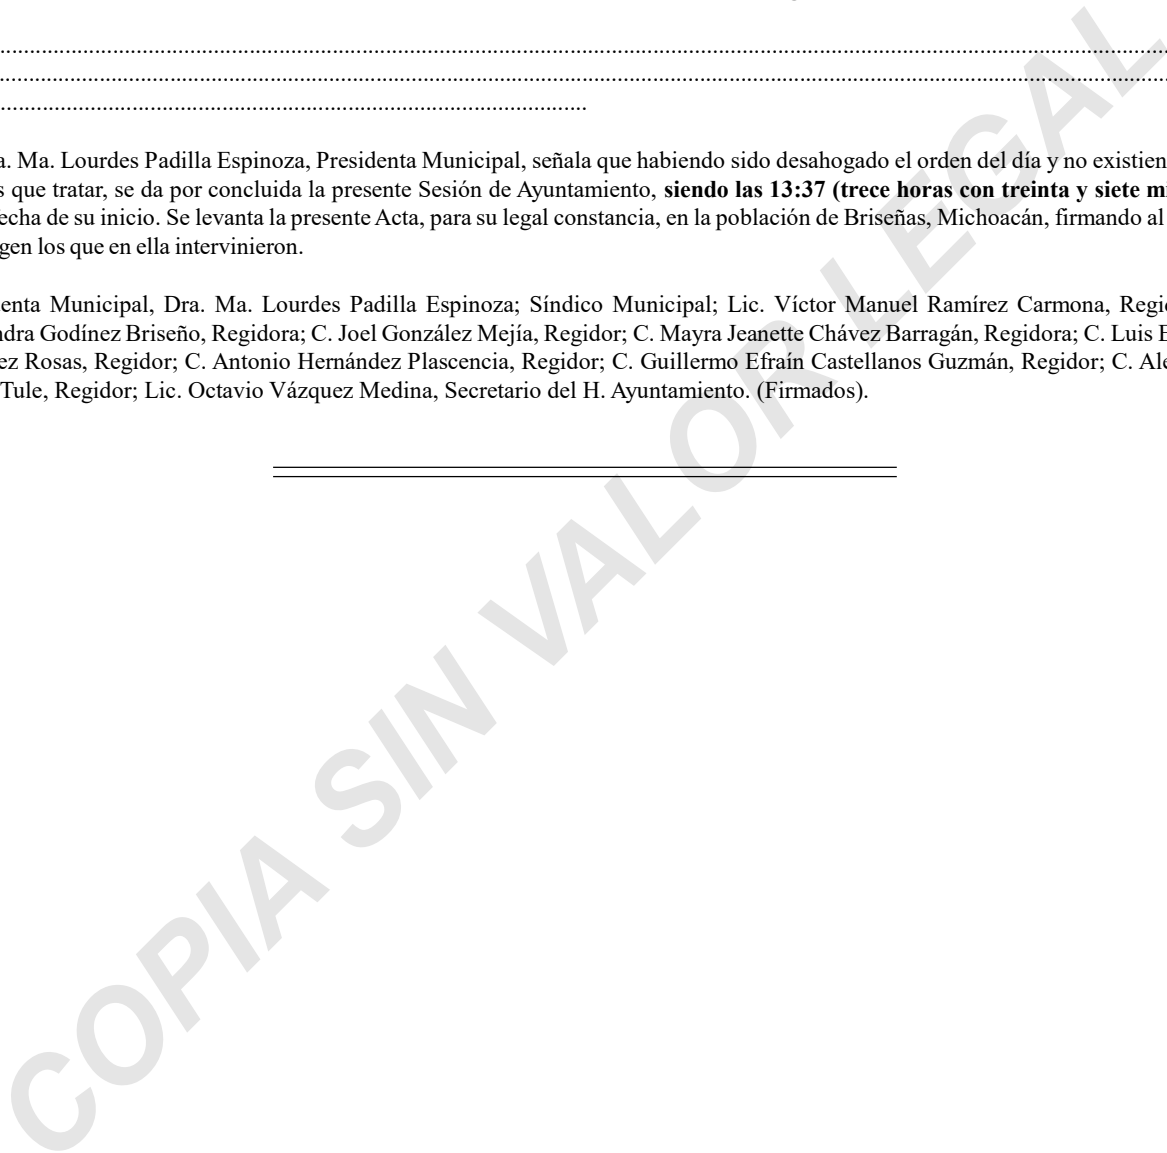 ....................................................................................................
....................................................................................................
....................................................................................................
a. Ma. Lourdes Padilla Espinoza, Presidenta Municipal, señala que habiendo sido desahogado el orden del día y no existien
s que tratar, se da por concluida la presente Sesión de Ayuntamiento, siendo las 13:37 (trece horas con treinta y siete mi
echa de su inicio. Se levanta la presente Acta, para su legal constancia, en la población de Briseñas, Michoacán, firmando al
gen los que en ella intervinieron.
enta Municipal, Dra. Ma. Lourdes Padilla Espinoza; Síndico Municipal; Lic. Víctor Manuel Ramírez Carmona, Regid
ndra Godínez Briseño, Regidora; C. Joel González Mejía, Regidor; C. Mayra Jeanette Chávez Barragán, Regidora; C. Luis E
ez Rosas, Regidor; C. Antonio Hernández Plascencia, Regidor; C. Guillermo Efraín Castellanos Guzmán, Regidor; C. Ale
Tule, Regidor; Lic. Octavio Vázquez Medina, Secretario del H. Ayuntamiento. (Firmados).
COPIA SIN VALOR LEGAL